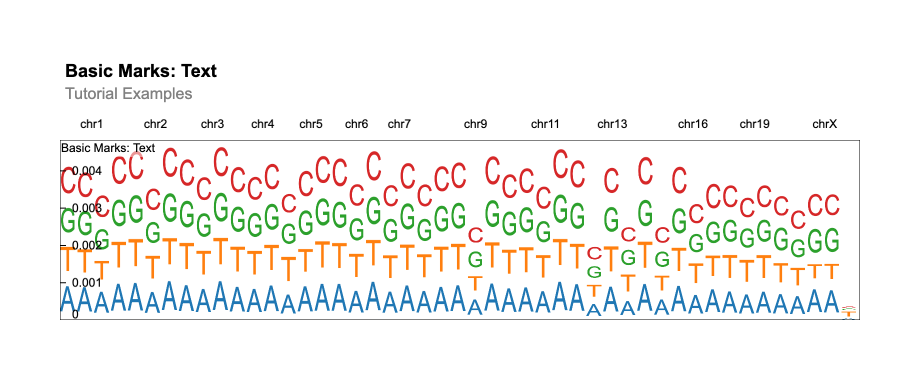 Basic Marks: Text
Tutorial Examples
chr1 chr2 chr3 chr4 chr5 chr6 chr7 chr9 chr11 chr13 chr16 chr19 chrX
Basic Marks: Text
0.004
0.003
0.002
0.001
0